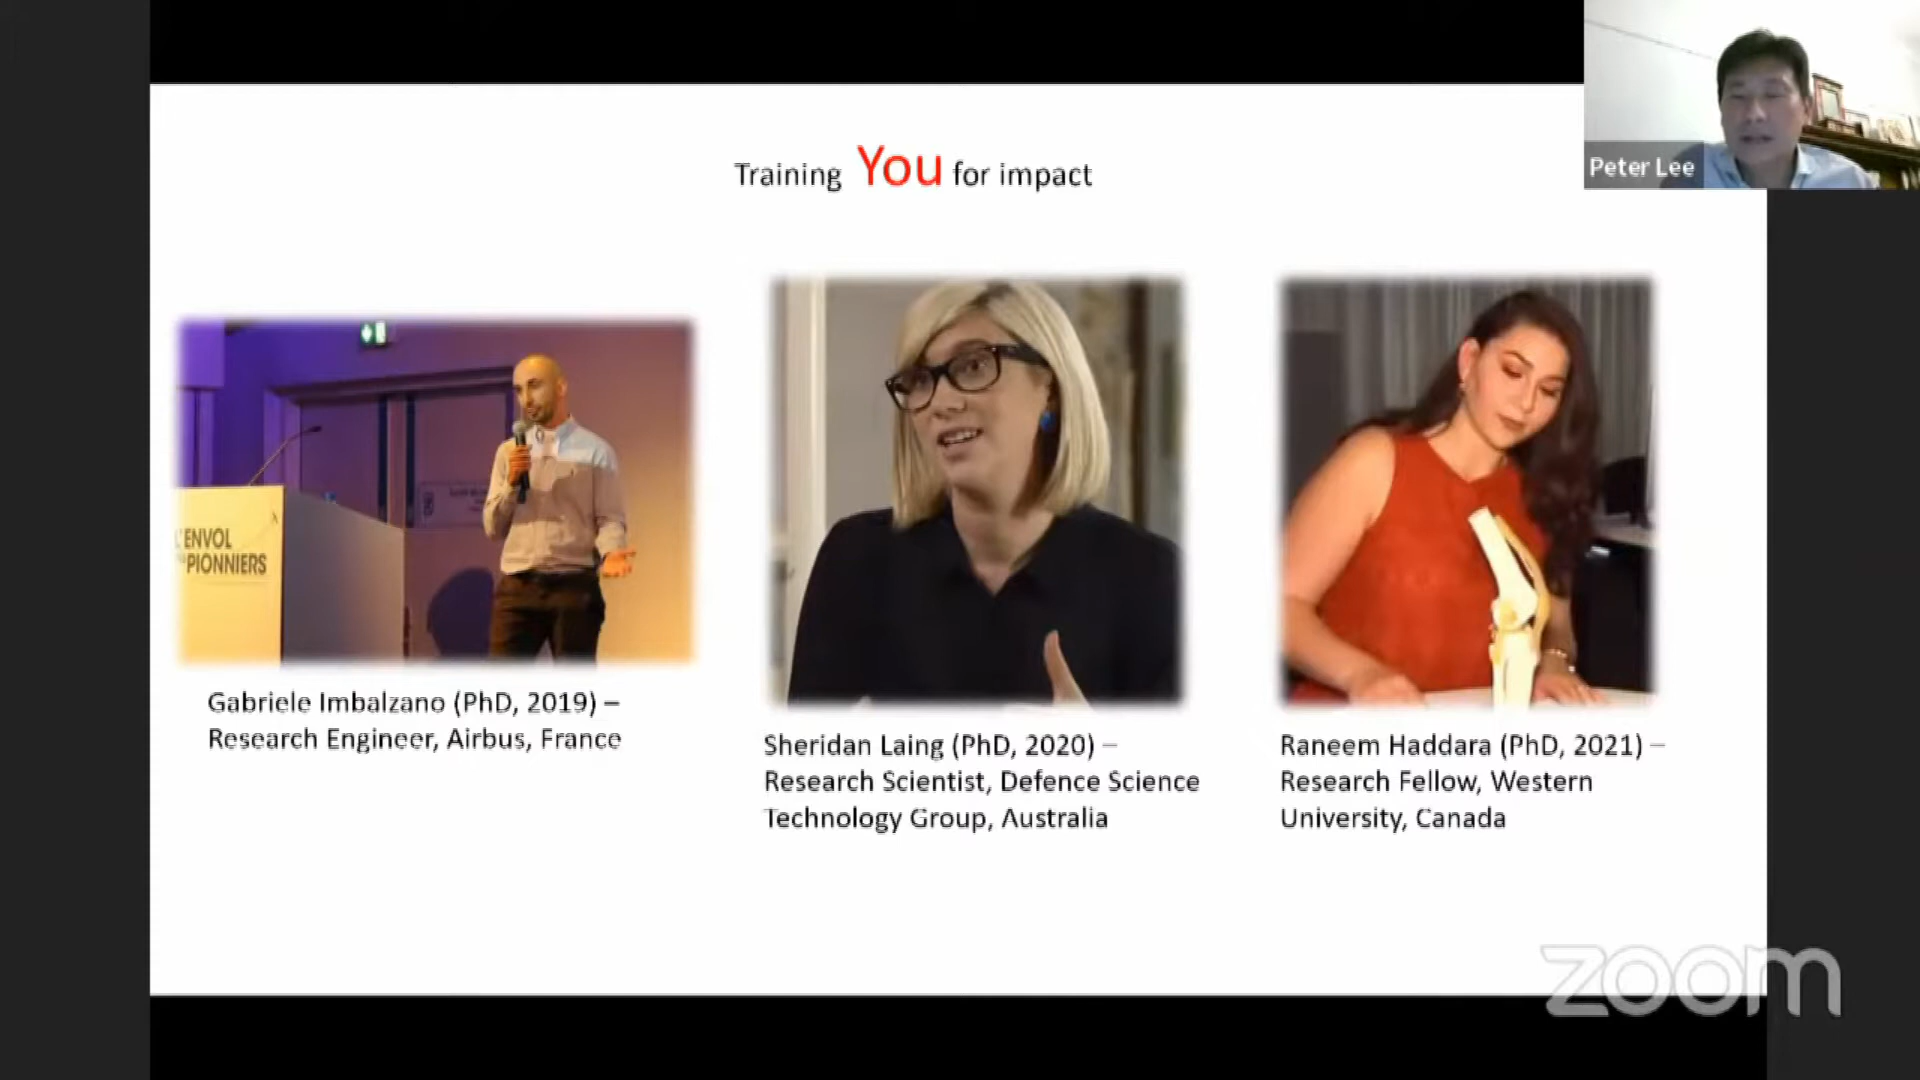 Training You for impact
Peter Lee
L'ENVOL
PIONNIERS
Gabriele Imbalzano (PhD, 2019) –
Research Engineer, Airbus, France
Sheridan Laing (PhD, 2020) –
Research Scientist, Defence Science
Technology Group, Australia
Raneem Haddara (PhD, 2021) –
Research Fellow, Western
University, Canada
zoom